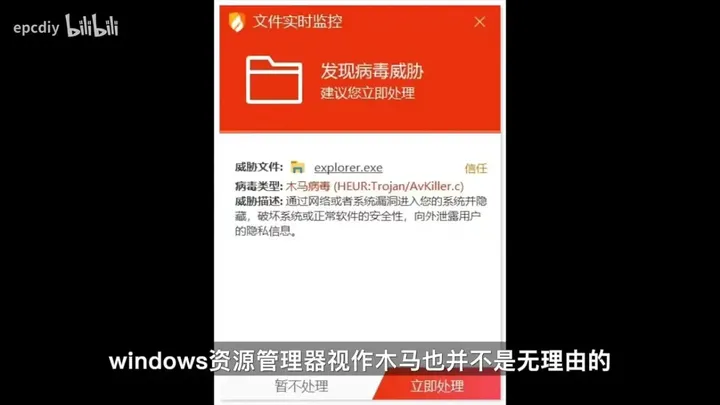 epcdiy bilibili
文件实时监控
发现病毒威胁
建议您立即处理
威胁文件: explorer.exe 信任
病毒类型: 木马病毒 (HEUR:Trojan/AvKiller.c)
威胁描述: 通过网络或者系统漏洞进入您的系统并隐
藏，破坏系统或正常软件的安全性，向外泄露用户
的隐私信息。
windows资源管理器视作木马也并不是无理由的
暂不处理 立即处理